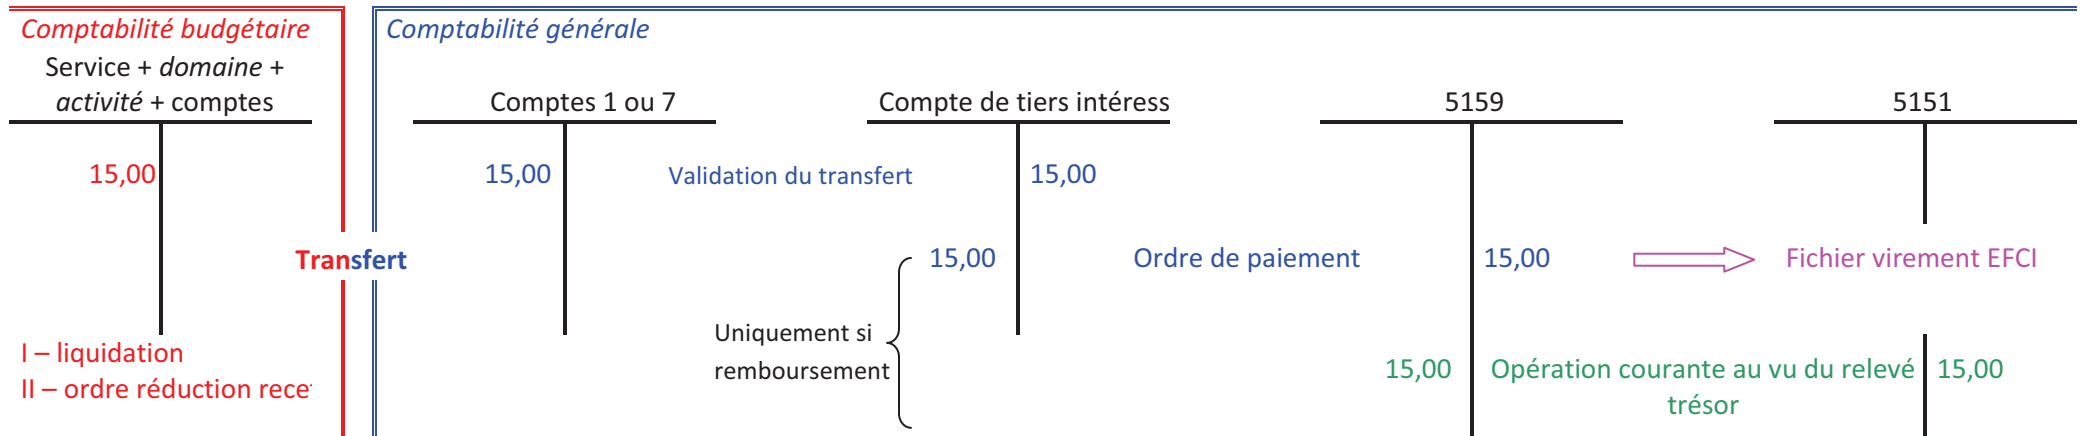 Comptabilité budgétaire
Comptabilité générale
Service + domaine +
activité + comptes
Comptes 1 ou 7
Compte de tiers intéress
5159
5151
15,00
15,00
Validation du transfert
15,00
Transfert
15,00
Ordre de paiement
15,00
Fichier virement EFCI
Uniquement si
remboursement
I – liquidation
II – ordre réduction rece
15,00
Opération courante au vu du relevé
trésor
15,00